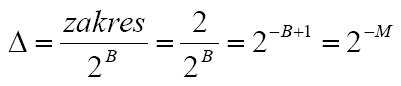 Δ = zakres / 2^B = 2 / 2^B = 2^{-B+1} = 2^{-M}